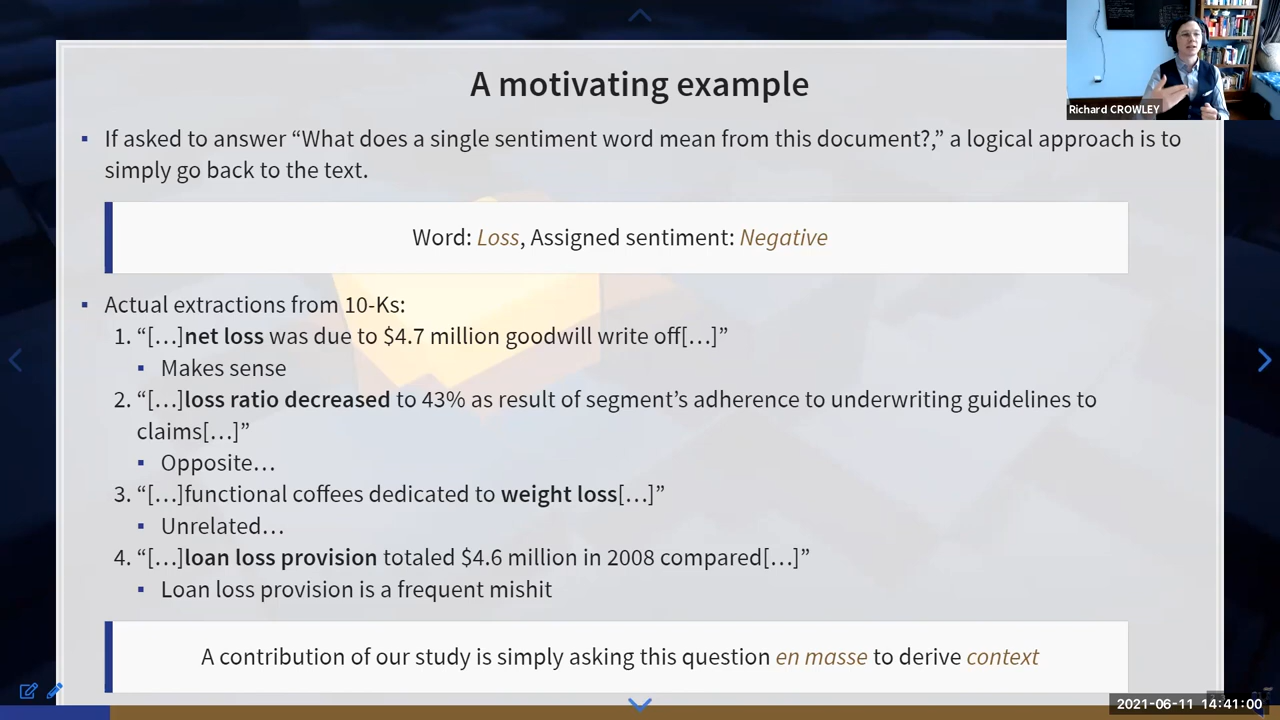 A motivating example
Richard CROWLEY
▪ If asked to answer “What does a single sentiment word mean from this document?,” a logical approach is to
simply go back to the text.
Word: Loss, Assigned sentiment: Negative
▪ Actual extractions from 10-Ks:
1. “[…]net loss was due to $4.7 million goodwill write off[…]”
▪ Makes sense
2. “[…]loss ratio decreased to 43% as result of segment’s adherence to underwriting guidelines to
claims[…]”
▪ Opposite…
3. “[…]functional coffees dedicated to weight loss[…]”
▪ Unrelated…
4. “[…]loan loss provision totaled $4.6 million in 2008 compared[…]”
▪ Loan loss provision is a frequent mishit
A contribution of our study is simply asking this question en masse to derive context
2021-06-11 14:41:00